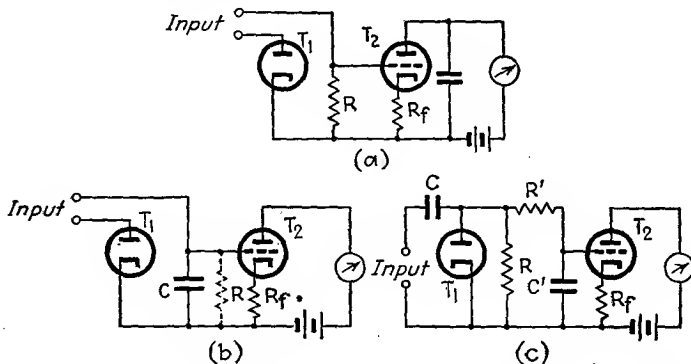 Input
T1
T2
R
Rf
(a)
Input
T1
T2
C
R
Rf
(b)
C
R'
Input
T1
R
C'
T2
Rf
(c)